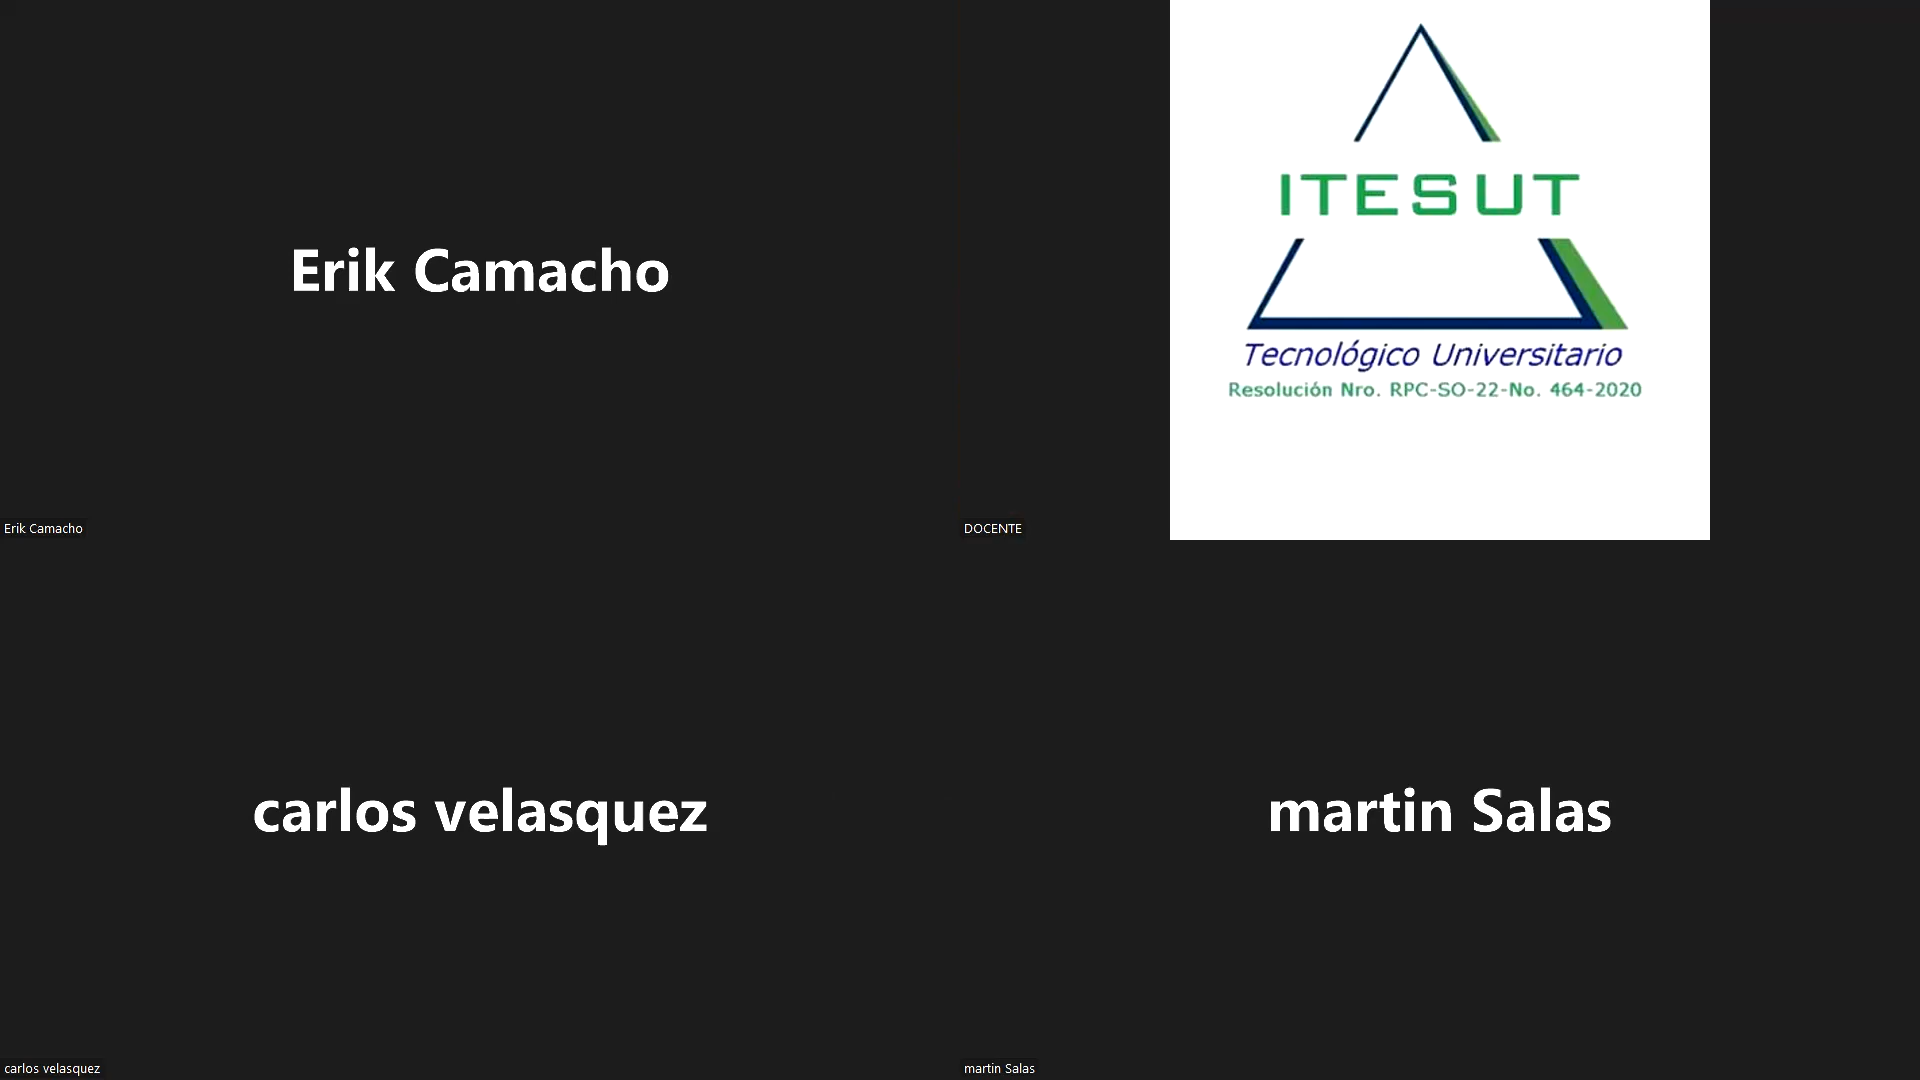 Erik Camacho
Erik Camacho
ITESUT
Tecnológico Universitario
Resolución Nro. RPC-SO-22-No. 464-2020
DOCENTE
carlos velasquez
carlos velasquez
martin Salas
martin Salas